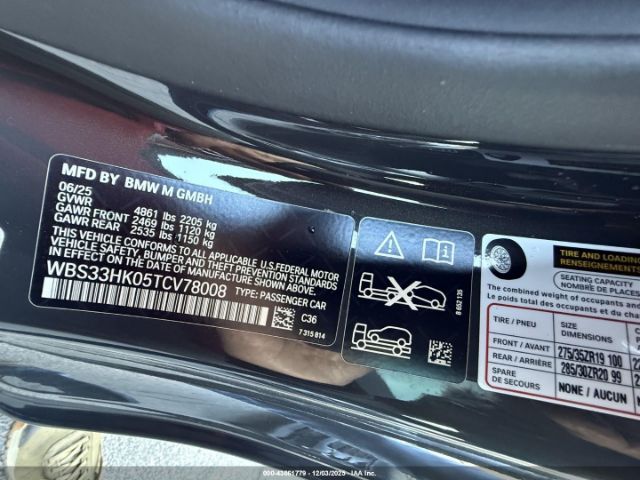 MFD BY BMW M GMBH
06/25
GVWR 4861 lbs 2205 kg
GAWR FRONT 2469 lbs 1120 kg
GAWR REAR 2535 lbs 1150 kg
THIS VEHICLE CONFORMS TO ALL APPLICABLE U.S.FEDERAL MOTOR
VEHICLE SAFETY, BUMPER AND THEFT PREVENTION STANDARDS
IN EFFECT ON THE DATE OF MANUFACTURE SHOWN ABOVE.
WBS33HK05TCV78008
TYPE: PASSENGER CAR
C36
7 315 814
8 652 135
TIRE AND LOADING
RENSEIGNEMENTS
SEATING CAPACITY
NOMBRE DE PLACES
The combined weight of occupants
Le poids total des occupants
TIRE / PNEU SIZE
DIMENSIONS
FRONT / AVANT 275/35ZR19 100
REAR / ARRIÈRE 285/30ZR20 99
SPARE
DE SECOURS NONE / AUCUN
000-43861779 12/03/2025